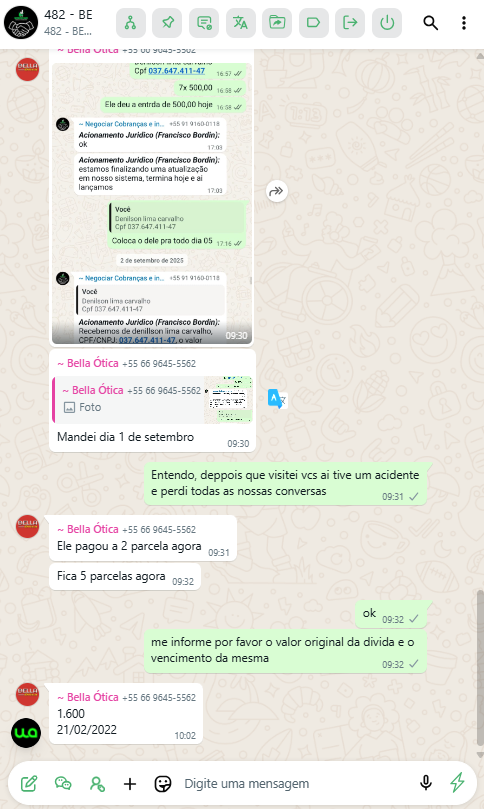 482 - BE
482 - BE...
~ Bella Ótica +55 66 9645-5562
Denilson lima carvalho
Cpf 037.647.411-47
16:57
7x 500,00
16:58
Ele deu a entrda de 500,00 hoje
16:58
~ Negociar Cobranças e in... +55 91 9160-0118
Acionamento Juridico (Francisco Bordin):
ok
17:03
Acionamento Juridico (Francisco Bordin):
estamos finalizando uma atualização
em nosso sistema, termina hoje e ai
lançamos
17:03
Você
Denilson lima carvalho
Cpf 037.647.411-47
Coloca o dele pra todo dia 05
17:16
2 de setembro de 2025
~ Negociar Cobranças e in... +55 91 9160-0118
Você
Denilson lima carvalho
Cpf 037.647.411-47
Acionamento Juridico (Francisco Bordin):
Recebemos de denillson lima carvalho,
CPF/CNPJ: 037.647.411-47, o valor
09:30
~ Bella Ótica +55 66 9645-5562
~ Bella Ótica +55 66 9645-5562
Foto
Mandei dia 1 de setembro
09:30
Entendo, deppois que visitei vcs ai tive um acidente
e perdi todas as nossas conversas
09:31
~ Bella Ótica +55 66 9645-5562
Ele pagou a 2 parcela agora
09:31
Fica 5 parcelas agora
09:32
ok
09:32
me informe por favor o valor original da divida e o
vencimento da mesma
09:32
~ Bella Ótica +55 66 9645-5562
1.600
21/02/2022
10:02
Digite uma mensagem